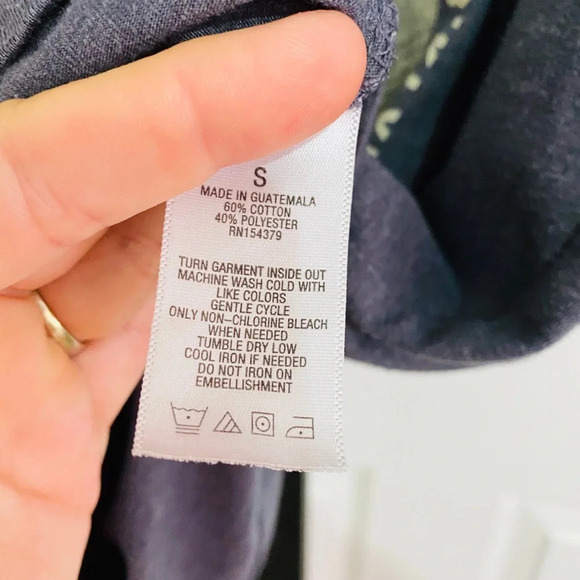 S
MADE IN GUATEMALA
60% COTTON
40% POLYESTER
RN154379
TURN GARMENT INSIDE OUT
MACHINE WASH COLD WITH
LIKE COLORS
GENTLE CYCLE
ONLY NON-CHLORINE BLEACH
WHEN NEEDED
TUMBLE DRY LOW
COOL IRON IF NEEDED
DO NOT IRON ON
EMBELLISHMENT